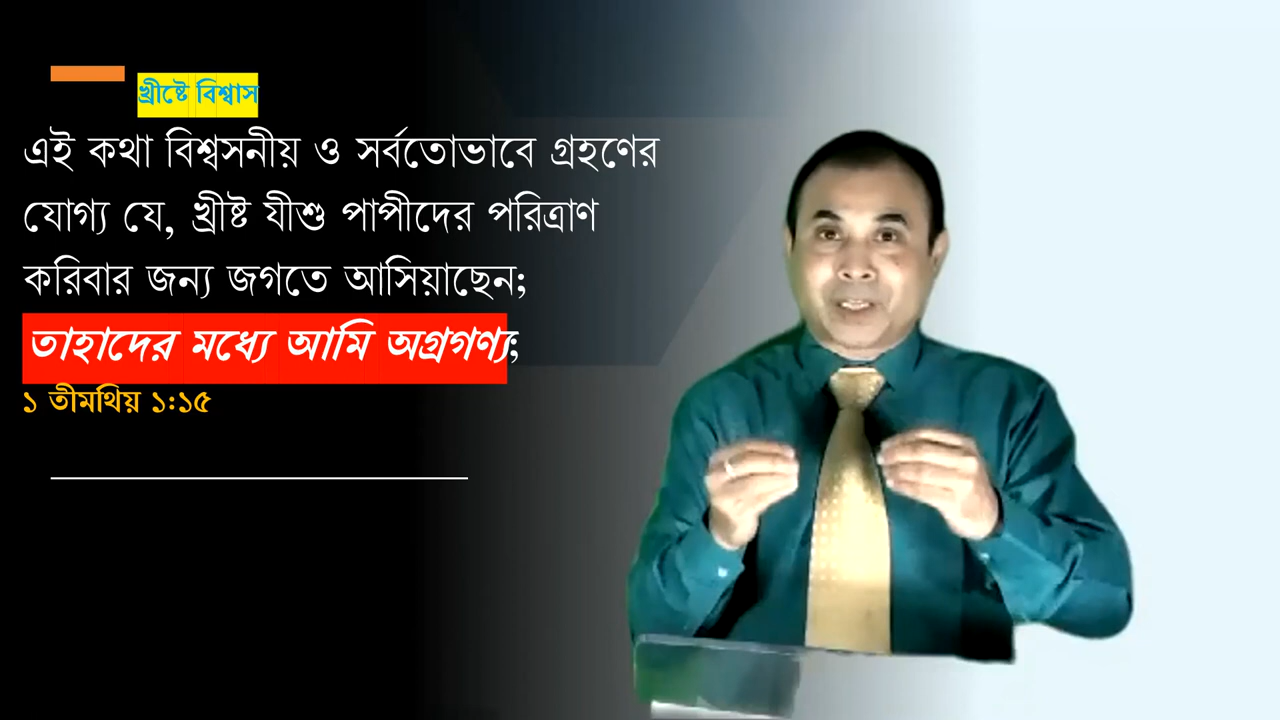 খ্রীষ্টে বিশ্বাস
এই কথা বিশ্বসনীয় ও সর্বতোভাবে গ্রহণের
যোগ্য যে, খ্রীষ্ট যীশু পাপীদের পরিত্রাণ
করিবার জন্য জগতে আসিয়াছেন;
তাহাদের মধ্যে আমি অগ্রগণ্য;
১ তীমথিয় ১:১৫